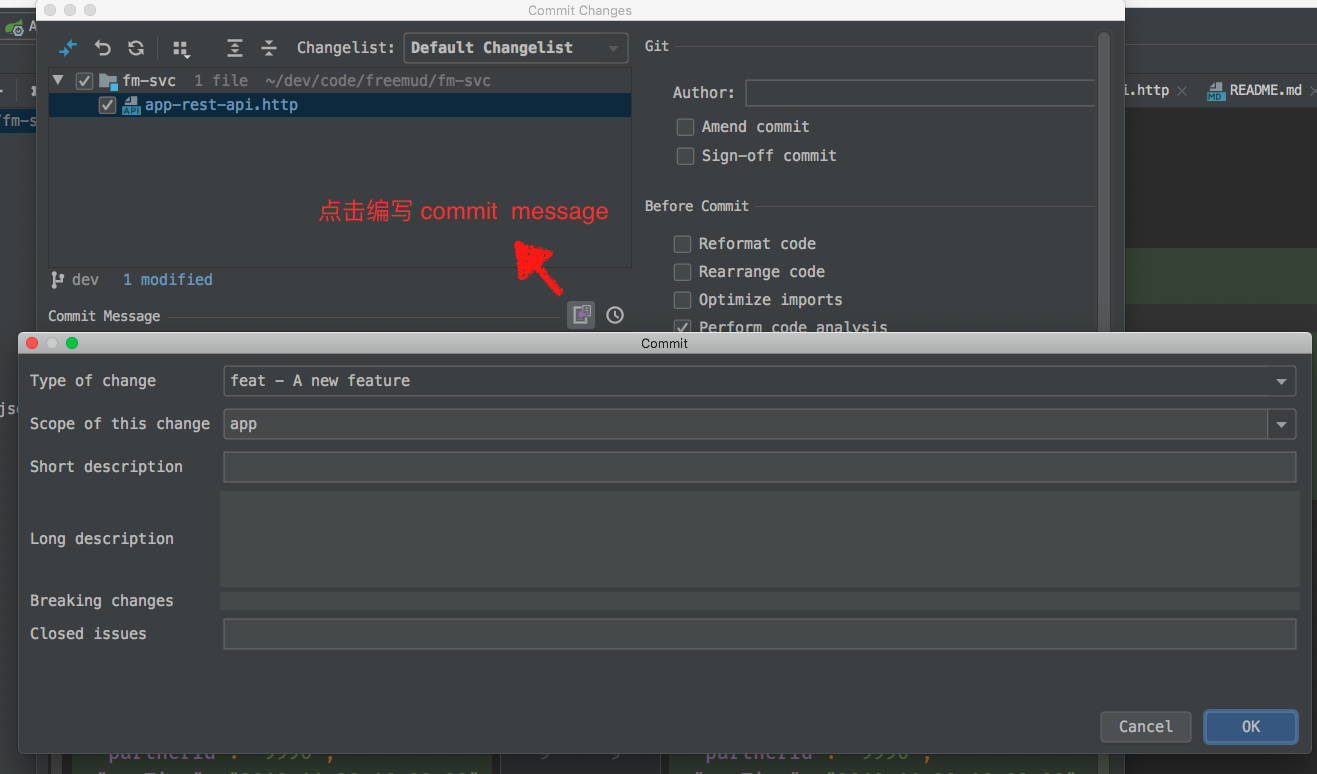 Commit Changes
A
Changelist: Default Changelist
Git
fm-svc 1 file ~/dev/code/freemud/fm-svc
app-rest-api.http
Author:
i.http
README.md
/fm-s
Amend commit
Sign-off commit
点击编写 commit message
Before Commit
Reformat code
Rearrange code
Optimize imports
Perform code analysis
dev 1 modified
Commit Message
Commit
Type of change
feat – A new feature
Scope of this change
app
Short description
Long description
Breaking changes
Closed issues
Cancel
OK